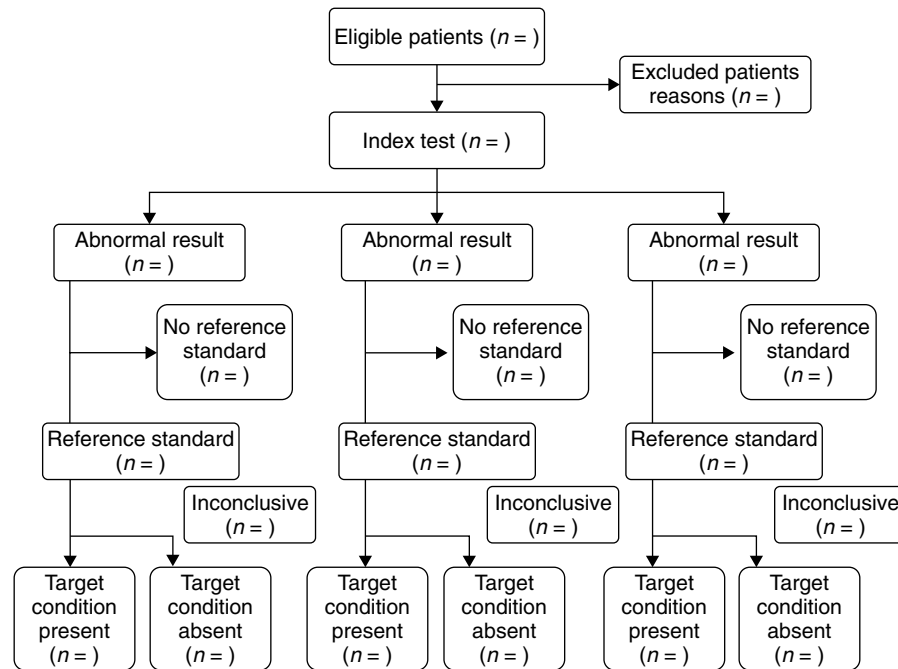 Eligible patients (n = )
Excluded patients
reasons (n = )
Index test (n = )
Abnormal result
(n = )
Abnormal result
(n = )
Abnormal result
(n = )
No reference
standard
(n = )
No reference
standard
(n = )
No reference
standard
(n = )
Reference standard
(n = )
Reference standard
(n = )
Reference standard
(n = )
Inconclusive
(n = )
Inconclusive
(n = )
Inconclusive
(n = )
Target
condition
present
(n = )
Target
condition
absent
(n = )
Target
condition
present
(n = )
Target
condition
absent
(n = )
Target
condition
present
(n = )
Target
condition
absent
(n = )